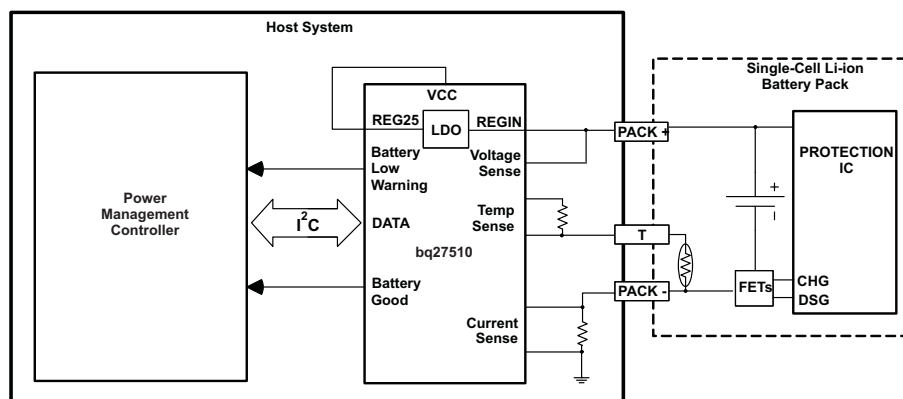 Host System
Single-Cell Li-ion
Battery Pack
VCC
REG25
LDO
REGIN
PACK +
PROTECTION
IC
Battery
Low
Warning
Voltage
Sense
Power
Management
Controller
I²C
DATA
Temp
Sense
+
−
T
bq27510
Battery
Good
PACK -
FETs
CHG
DSG
Current
Sense